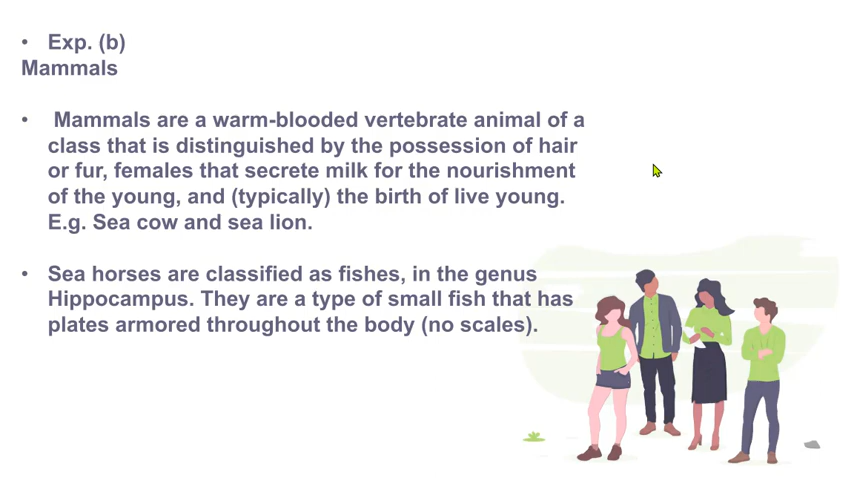 • Exp. (b)
Mammals
• Mammals are a warm-blooded vertebrate animal of a
class that is distinguished by the possession of hair
or fur, females that secrete milk for the nourishment
of the young, and (typically) the birth of live young.
E.g. Sea cow and sea lion.
• Sea horses are classified as fishes, in the genus
Hippocampus. They are a type of small fish that has
plates armored throughout the body (no scales).